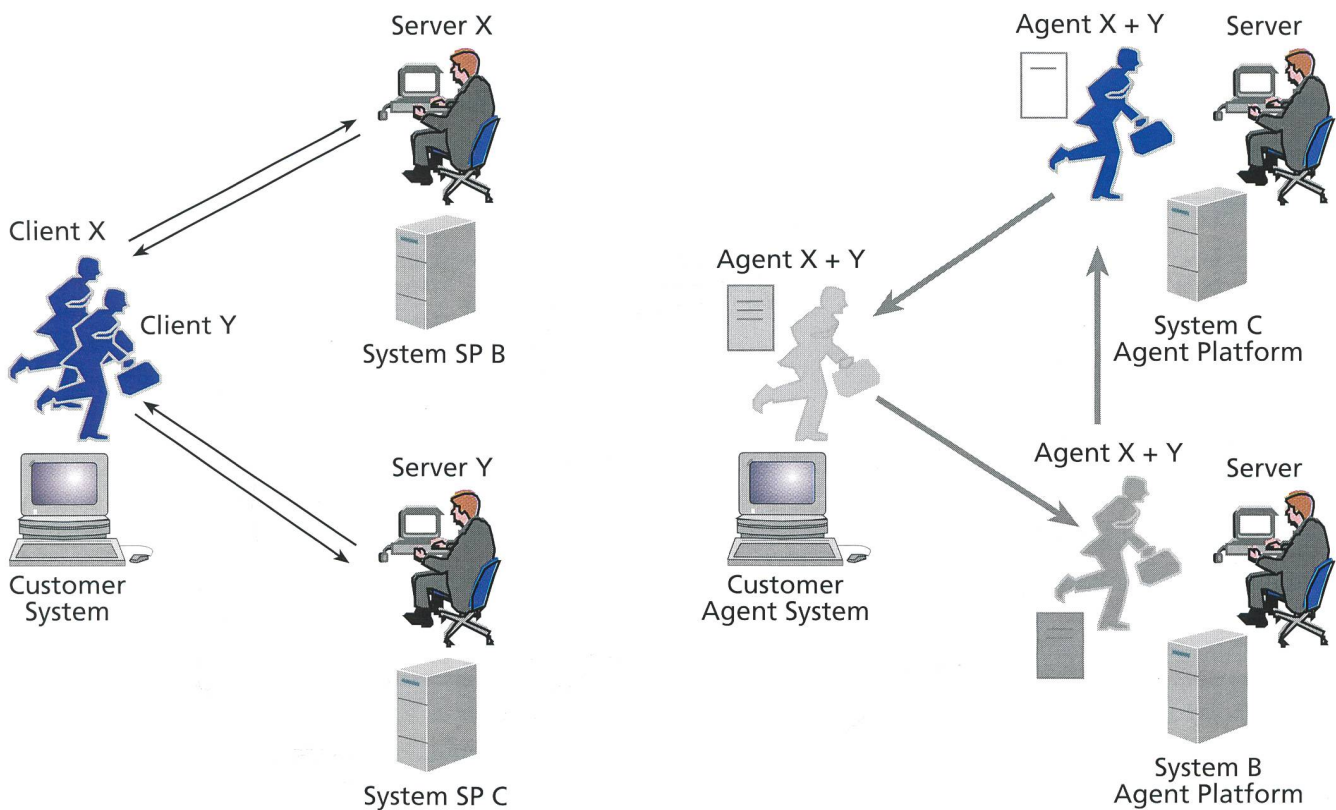 Server X
Client X
Client Y
System SP B
Server Y
Customer
System
System SP C
Agent X + Y
Server
Agent X + Y
System C
Agent Platform
Agent X + Y
Server
Customer
Agent System
System B
Agent Platform